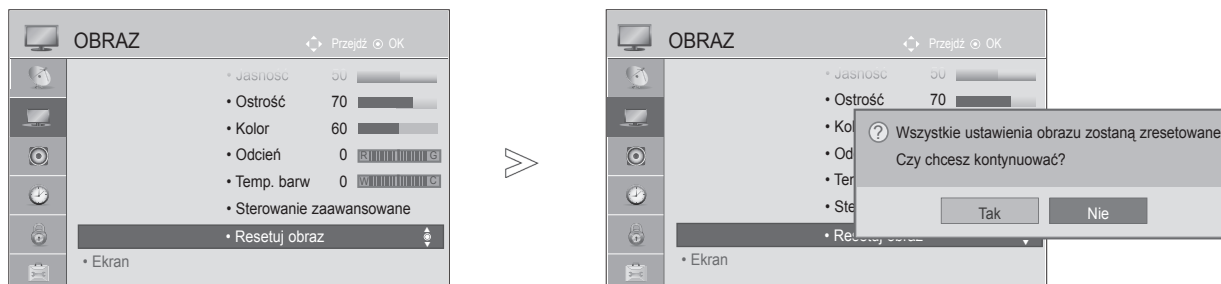 OBRAZ
Przejdź OK
• Jasność 50
• Ostrość 70
• Kolor 60
• Odcień 0 R G
• Temp. barw 0 W C
• Sterowanie zaawansowane
• Resetuj obraz
• Ekran
OBRAZ
Przejdź OK
• Jasność 50
• Ostrość 70
• Kol
• Od
• Ter
• Ste
• Resetuj obraz
• Ekran
? Wszystkie ustawienia obrazu zostaną zresetowane
Czy chcesz kontynuować?
Tak Nie